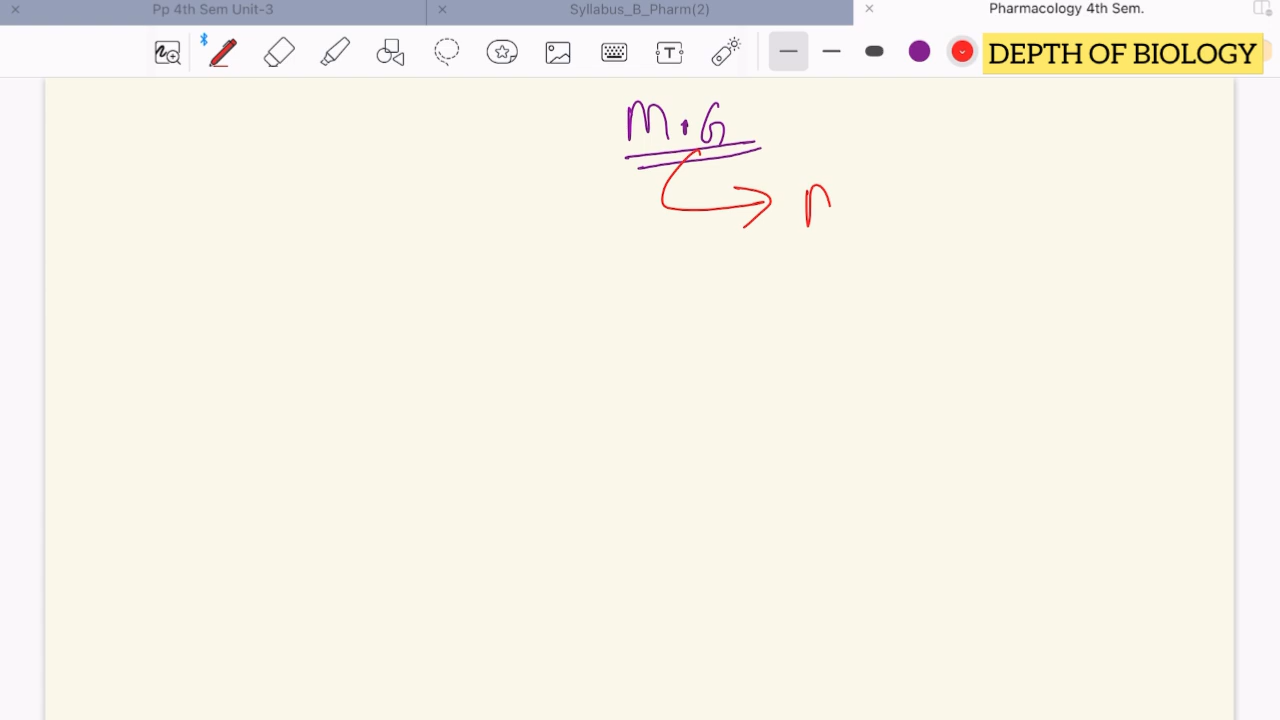 Pp 4th Sem Unit-3 Syllabus_B_Pharm(2) Pharmacology 4th Sem.
T DEPTH OF BIOLOGY
M.G